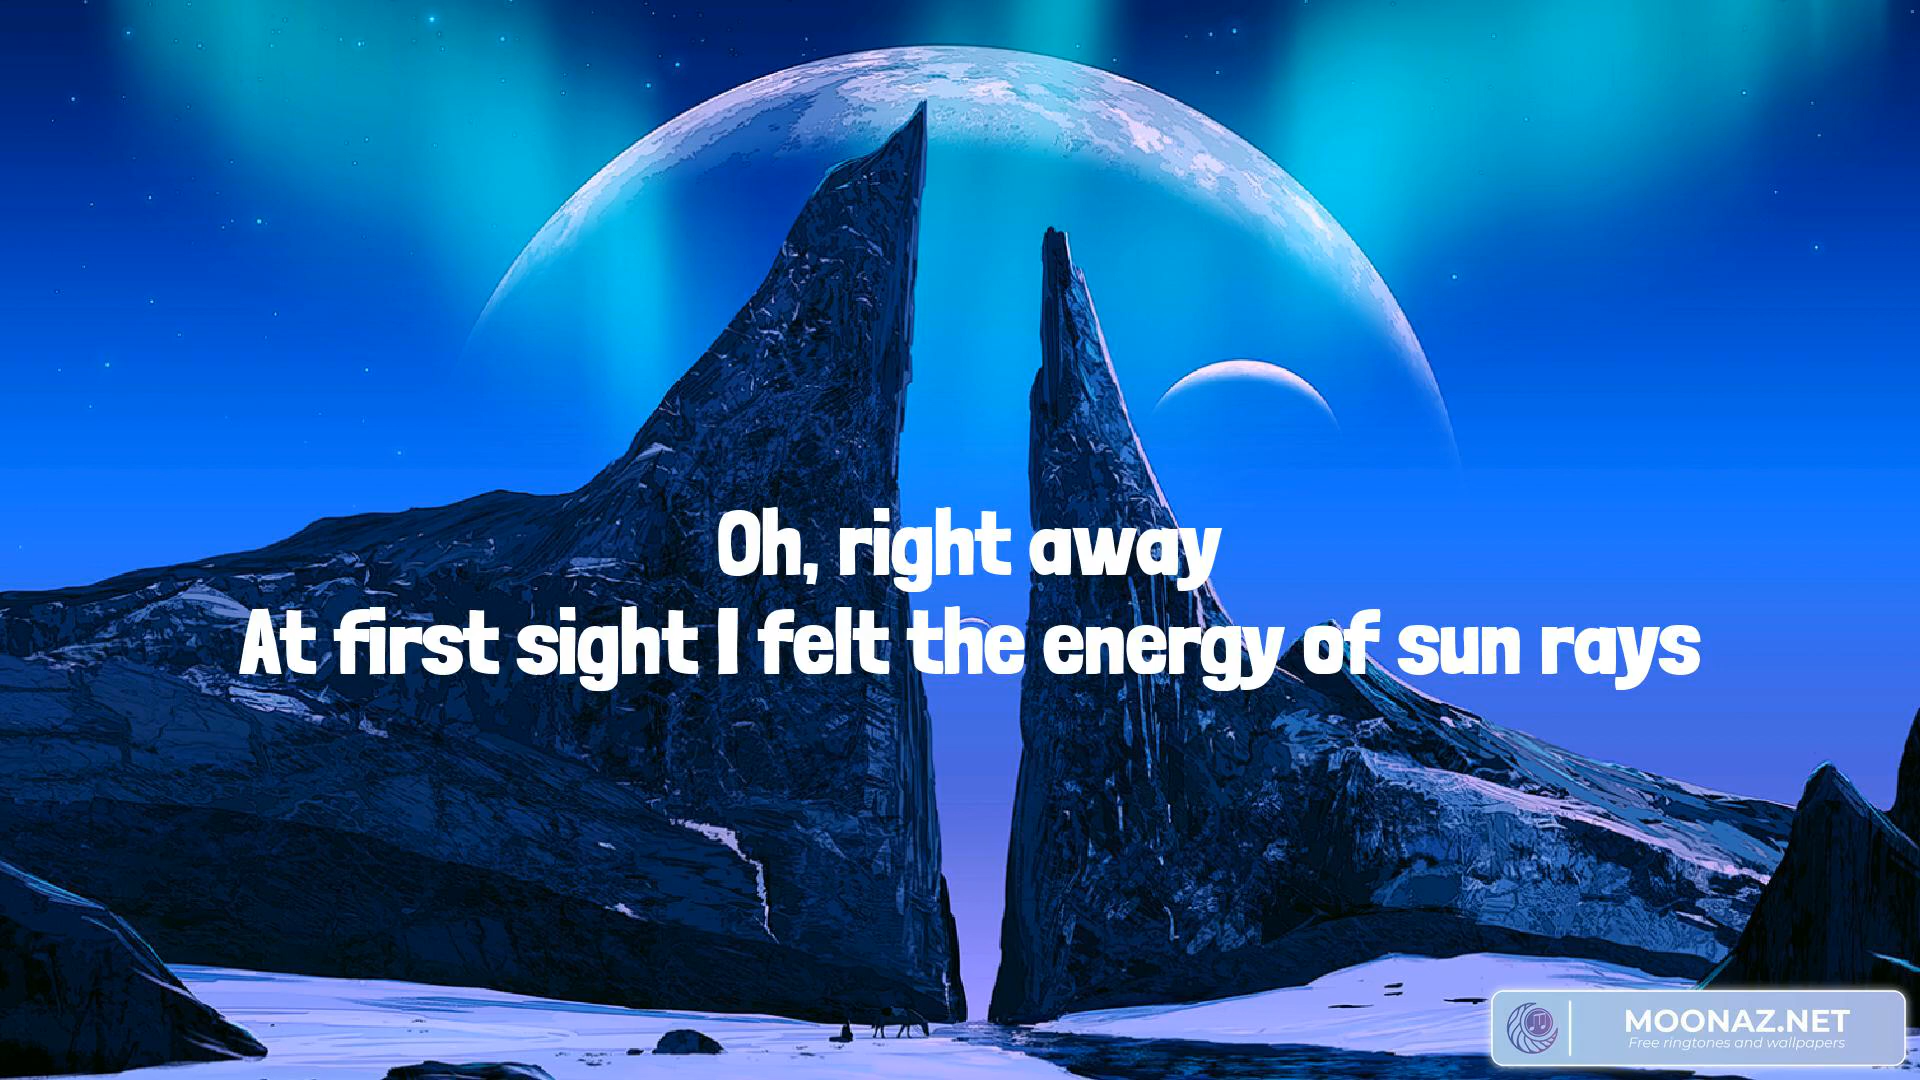 Oh, right away
At first sight I felt the energy of sun rays
MOONAZ.NET
Free ringtones and wallpapers